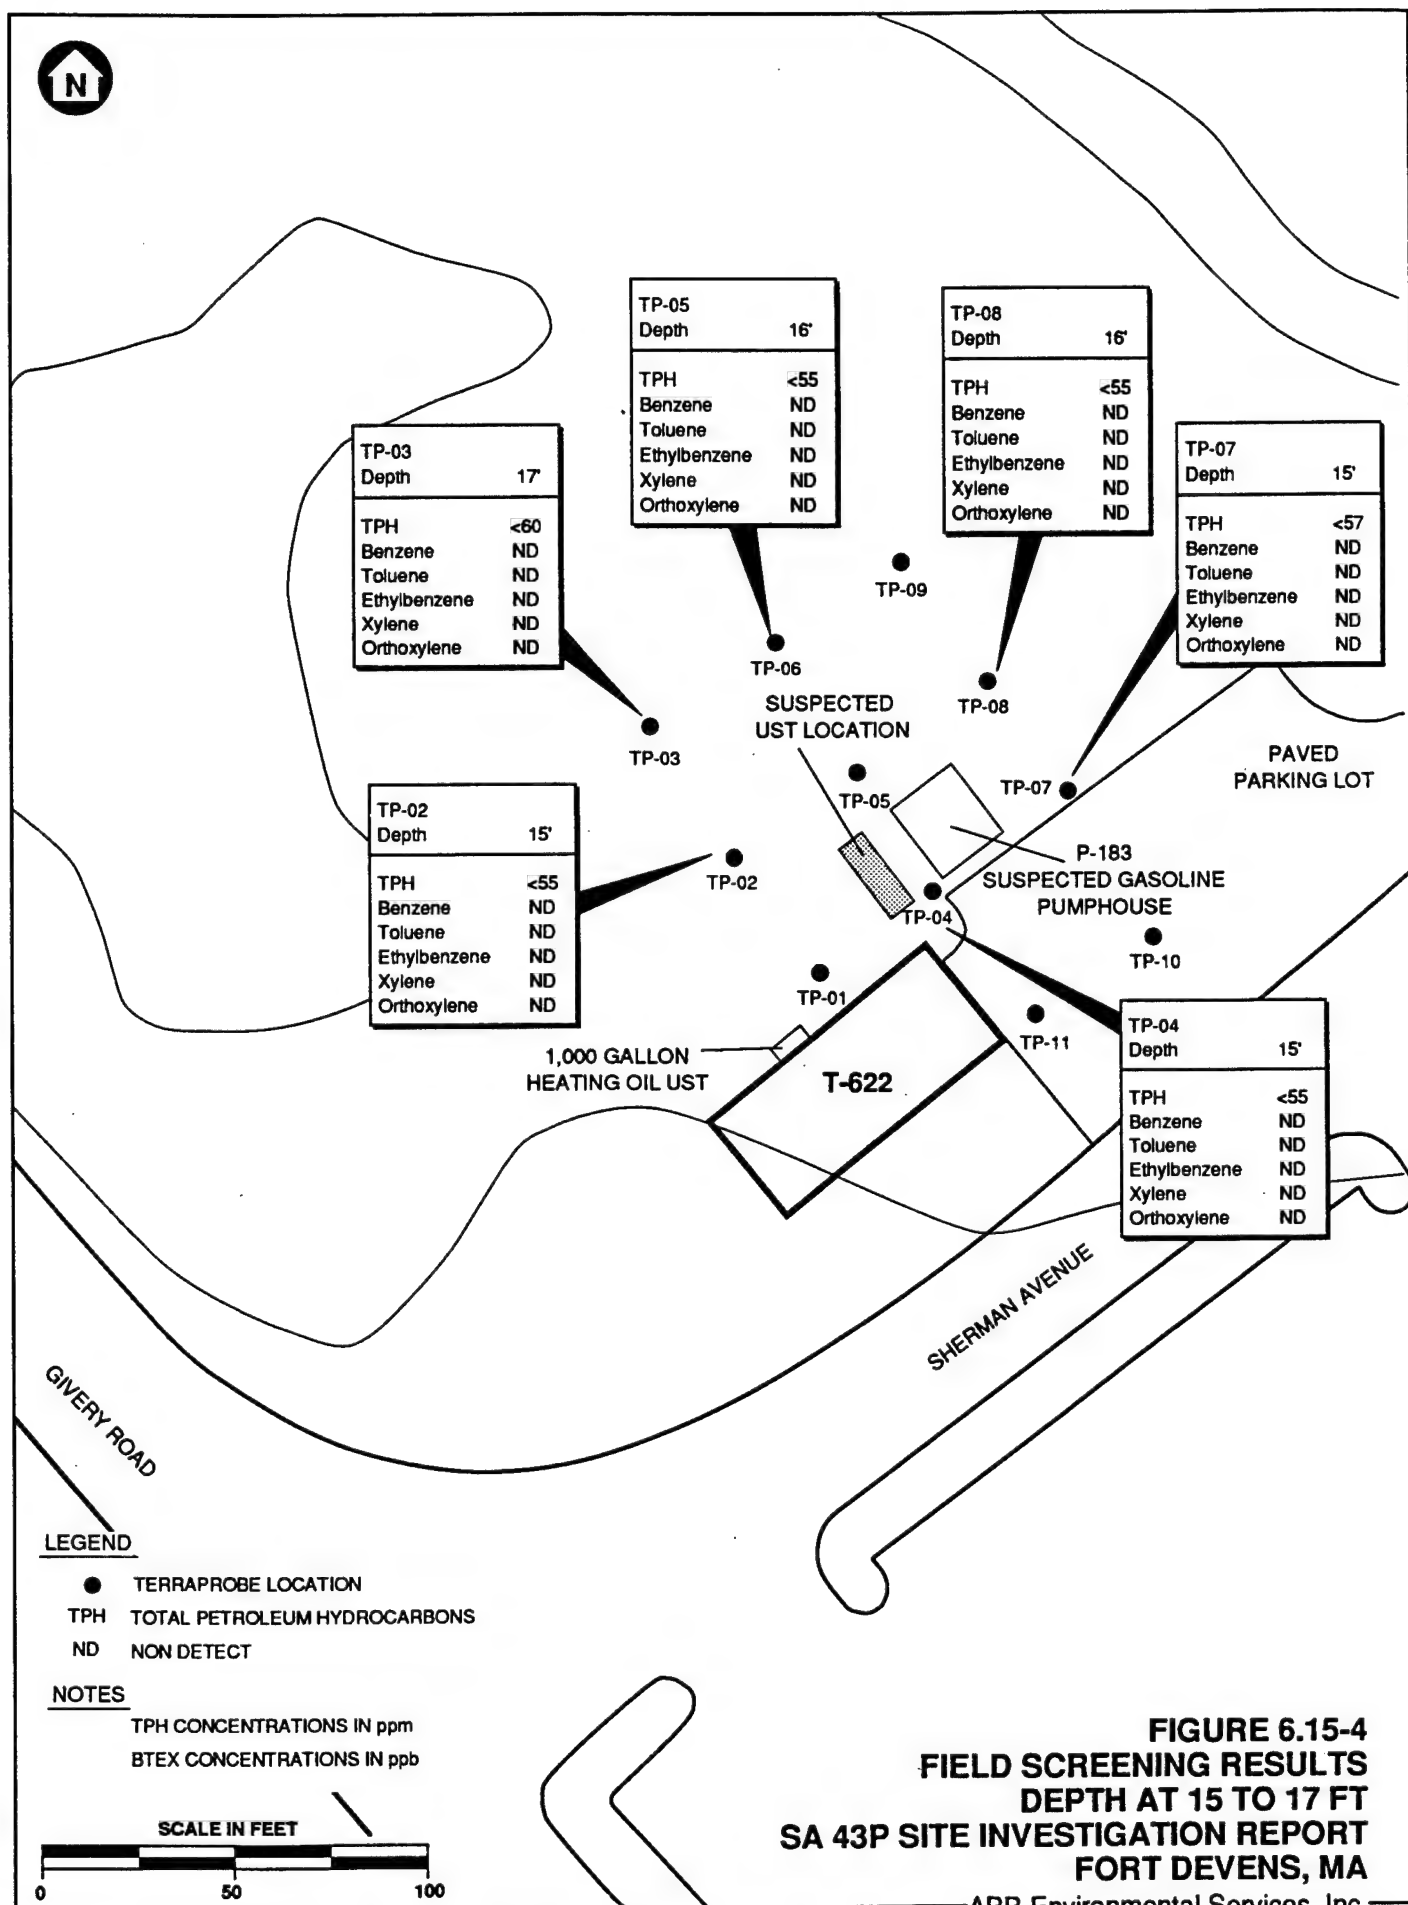 N
TP-05
Depth 16'
TPH <55
Benzene ND
Toluene ND
Ethylbenzene ND
Xylene ND
Orthoxylene ND
TP-08
Depth 16'
TPH <55
Benzene ND
Toluene ND
Ethylbenzene ND
Xylene ND
Orthoxylene ND
TP-03
Depth 17'
TPH <60
Benzene ND
Toluene ND
Ethylbenzene ND
Xylene ND
Orthoxylene ND
TP-07
Depth 15'
TPH <57
Benzene ND
Toluene ND
Ethylbenzene ND
Xylene ND
Orthoxylene ND
TP-09
TP-06
TP-08
SUSPECTED
UST LOCATION
TP-03
TP-05
TP-07
PAVED
PARKING LOT
TP-02
Depth 15'
TPH <55
Benzene ND
Toluene ND
Ethylbenzene ND
Xylene ND
Orthoxylene ND
TP-02
P-183
SUSPECTED GASOLINE
PUMPHOUSE
TP-04
TP-10
TP-01
TP-11
1,000 GALLON
HEATING OIL UST
T-622
TP-04
Depth 15'
TPH <55
Benzene ND
Toluene ND
Ethylbenzene ND
Xylene ND
Orthoxylene ND
SHERMAN AVENUE
GIVERY ROAD
LEGEND
TERRAPROBE LOCATION
TPH TOTAL PETROLEUM HYDROCARBONS
ND NON DETECT
NOTES
TPH CONCENTRATIONS IN ppm
BTEX CONCENTRATIONS IN ppb
SCALE IN FEET
0 50 100
FIGURE 6.15-4
FIELD SCREENING RESULTS
DEPTH AT 15 TO 17 FT
SA 43P SITE INVESTIGATION REPORT
FORT DEVENS, MA
ABB Environmental Services, Inc.